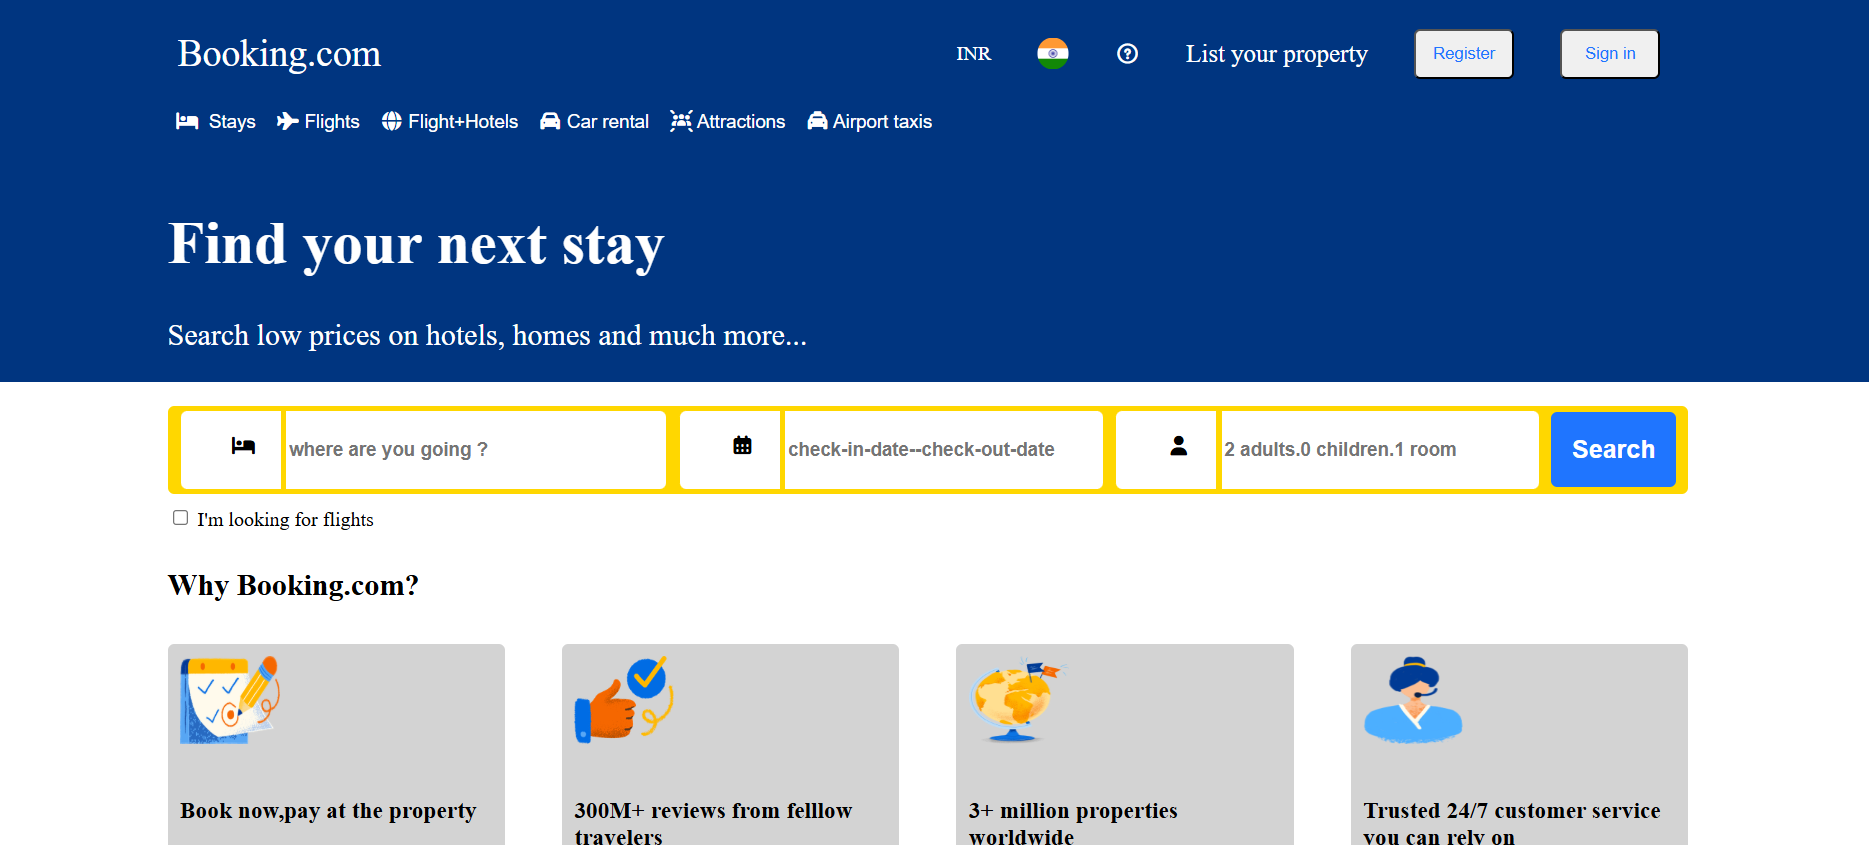 Booking.com
INR
List your property
Register
Sign in
Stays
Flights
Flight+Hotels
Car rental
Attractions
Airport taxis
Find your next stay
Search low prices on hotels, homes and much more...
where are you going ?
check-in-date--check-out-date
2 adults.0 children.1 room
Search
I'm looking for flights
Why Booking.com?
Book now,pay at the property
300M+ reviews from felllow
travelers
3+ million properties
worldwide
Trusted 24/7 customer service
you can rely on